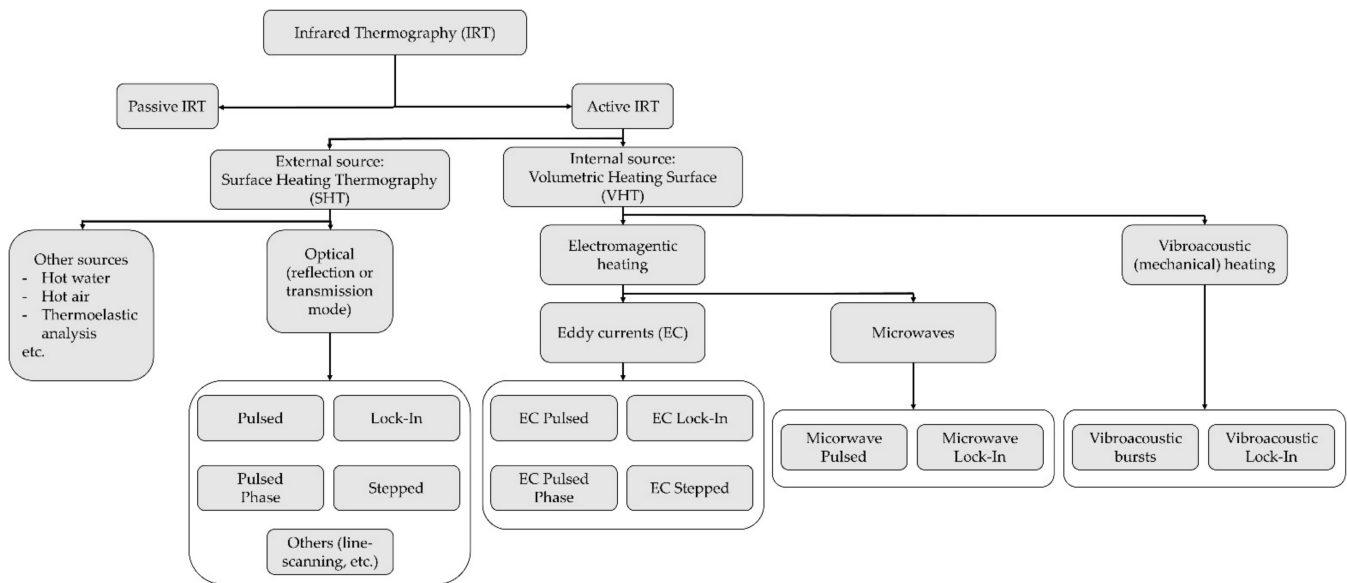 Infrared Thermography (IRT)
Passive IRT
Active IRT
External source:
Surface Heating Thermography
(SHT)
Internal source:
Volumetric Heating Surface
(VHT)
Other sources
- Hot water
- Hot air
- Thermoelastic
analysis
etc.
Optical
(reflection or
transmission
mode)
Electromagentic
heating
Vibroacoustic
(mechanical) heating
Eddy currents (EC)
Microwaves
Pulsed
Lock-In
Pulsed
Phase
Stepped
Others (line-
scanning, etc.)
EC Pulsed
EC Lock-In
EC Pulsed
Phase
EC Stepped
Micorwave
Pulsed
Microwave
Lock-In
Vibroacoustic
bursts
Vibroacoustic
Lock-In